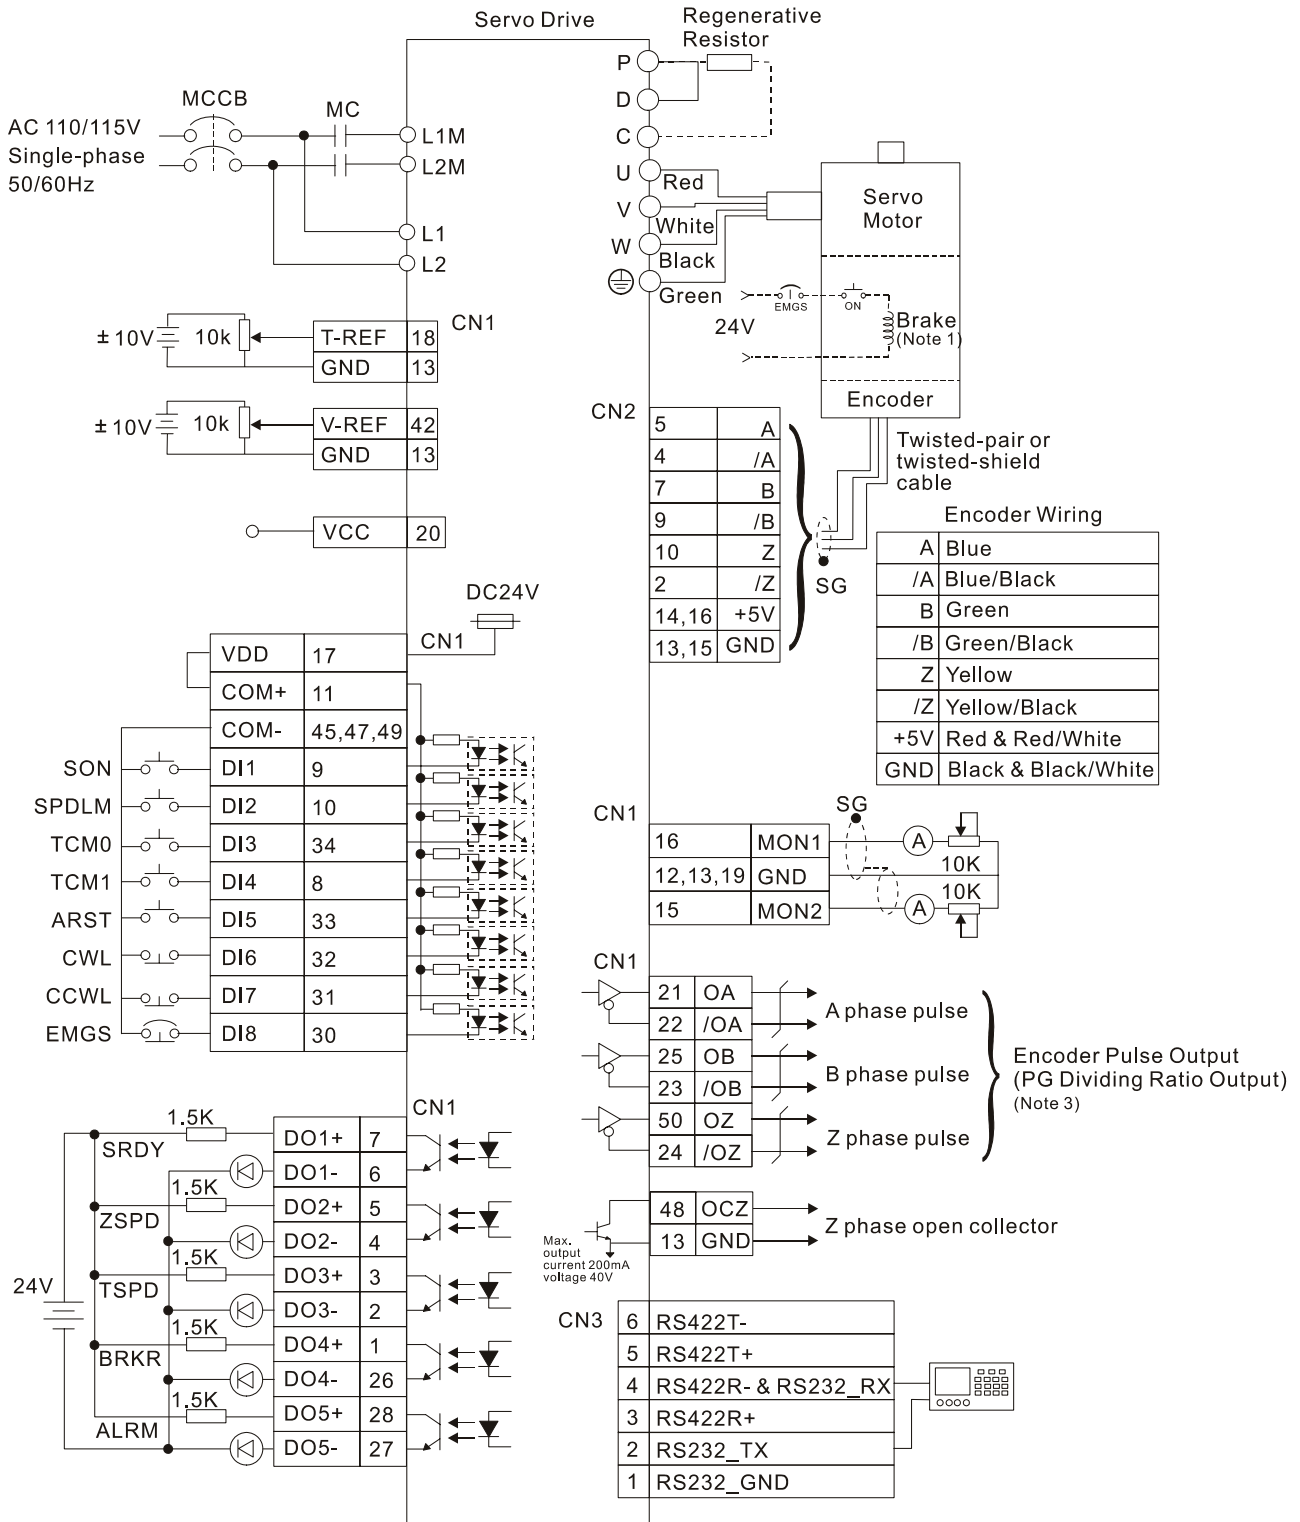 Servo Drive
Regenerative
Resistor
P
D
C
U
V
W
Red
White
Black
Green
MCCB
MC
AC 110/115V
Single-phase
50/60Hz
L1M
L2M
L1
L2
Servo
Motor
EMGS
ON
24V
Brake
(Note 1)
Encoder
CN1
± 10V
10k
T-REF 18
GND 13
± 10V
10k
V-REF 42
GND 13
VCC 20
CN2
5 A
4 /A
7 B
9 /B
10 Z
2 /Z
14,16 +5V
13,15 GND
SG
Twisted-pair or
twisted-shield
cable
Encoder Wiring
A Blue
/A Blue/Black
B Green
/B Green/Black
Z Yellow
/Z Yellow/Black
+5V Red & Red/White
GND Black & Black/White
DC24V
CN1
VDD 17
COM+ 11
COM- 45,47,49
SON DI1 9
SPDLM DI2 10
TCM0 DI3 34
TCM1 DI4 8
ARST DI5 33
CWL DI6 32
CCWL DI7 31
EMGS DI8 30
CN1
SG
16 MON1
A
10K
12,13,19 GND
10K
15 MON2
A
CN1
21 OA
22 /OA
A phase pulse
25 OB
23 /OB
B phase pulse
50 OZ
24 /OZ
Z phase pulse
Encoder Pulse Output
(PG Dividing Ratio Output)
(Note 3)
48 OCZ
13 GND
Z phase open collector
Max.
output
current 200mA
voltage 40V
CN1
24V
SRDY
1.5K
DO1+ 7
DO1- 6
ZSPD
1.5K
DO2+ 5
DO2- 4
TSPD
1.5K
DO3+ 3
DO3- 2
BRKR
1.5K
DO4+ 1
DO4- 26
ALRM
1.5K
DO5+ 28
DO5- 27
CN3
6 RS422T-
5 RS422T+
4 RS422R- & RS232_RX
3 RS422R+
2 RS232_TX
1 RS232_GND